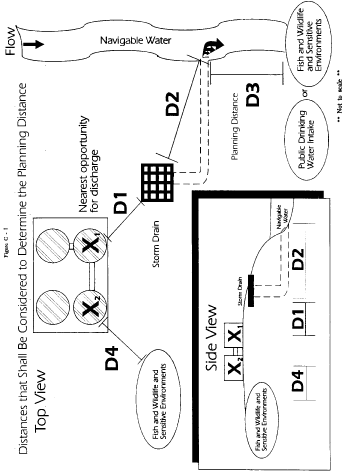 Figure C - 1
Distances that Shall Be Considered to Determine the Planning Distance
Top View
Flow
Navigable Water
Fish and Wildlife
and Sensitive
Environments
or
Public Drinking
Water Intake
D3
Planning Distance
D2
Nearest opportunity
for discharge
D1
Storm Drain
X1
X2
D4
Fish and Wildlife and
Sensitive Environments
** Not to scale **
Side View
Navigable
Water
Storm Drain
X2
X1
Fish and Wildlife and
Sensitive Environments
D4
D1
D2